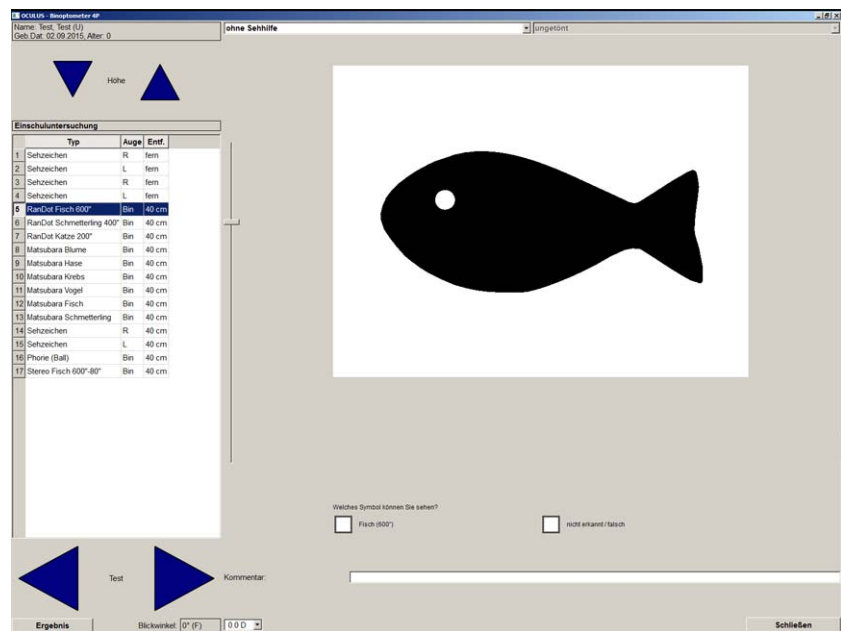 OCULUS - Binoptometer 4P
Name: Test, Test (U)
Geb.Dat: 02.09.2015, Alter: 0
ohne Sehhilfe
ungetönt
Höhe
Einschuluntersuchung
Typ Auge Entf.
1 Sehzeichen R fern
2 Sehzeichen L fern
3 Sehzeichen R fern
4 Sehzeichen L fern
5 RanDot Fisch 600" Bin 40 cm
6 RanDot Schmetterling 400" Bin 40 cm
7 RanDot Katze 200" Bin 40 cm
8 Matsubara Blume Bin 40 cm
9 Matsubara Hase Bin 40 cm
10 Matsubara Krebs Bin 40 cm
11 Matsubara Vogel Bin 40 cm
12 Matsubara Fisch Bin 40 cm
13 Matsubara Schmetterling Bin 40 cm
14 Sehzeichen R 40 cm
15 Sehzeichen L 40 cm
16 Phorie (Ball) Bin 40 cm
17 Stereo Fisch 600"-80" Bin 40 cm
Welches Symbol können Sie sehen?
Fisch (600") nicht erkannt / falsch
Test
Kommentar:
Ergebnis
Blickwinkel: 0° (F) 0.0 D
Schließen